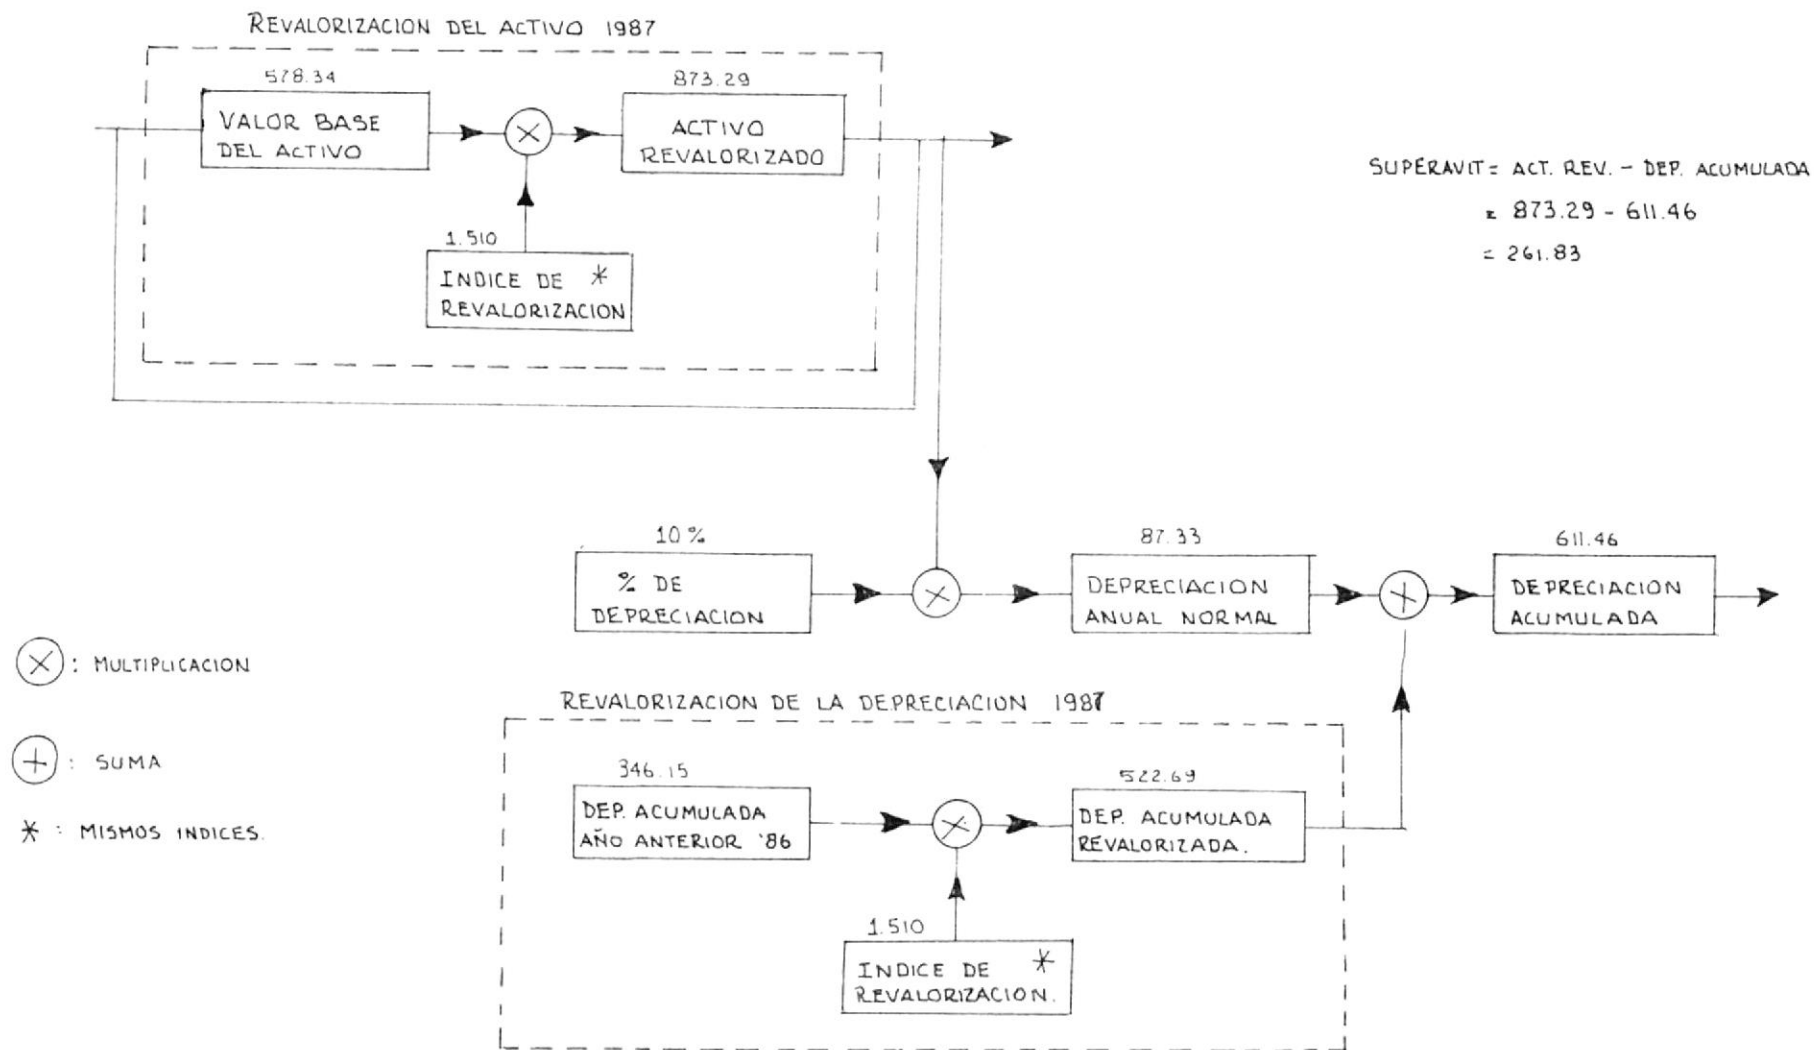 REVALORIZACION DEL ACTIVO 1987
578.34
VALOR BASE
DEL ACTIVO
873.29
ACTIVO
REVALORIZADO
1.510
INDICE DE *
REVALORIZACION
SUPERAVIT = ACT. REV. - DEP. ACUMULADA
= 873.29 - 611.46
= 261.83
10 %
% DE
DEPRECIACION
87.33
DEPRECIACION
ANUAL NORMAL
611.46
DEPRECIACION
ACUMULADA
⊗ : MULTIPLICACION
⊕ : SUMA
* : MISMOS INDICES.
REVALORIZACION DE LA DEPRECIACION 1987
346.15
DEP. ACUMULADA
AÑO ANTERIOR '86
522.69
DEP. ACUMULADA
REVALORIZADA.
1.510
INDICE DE *
REVALORIZACION.